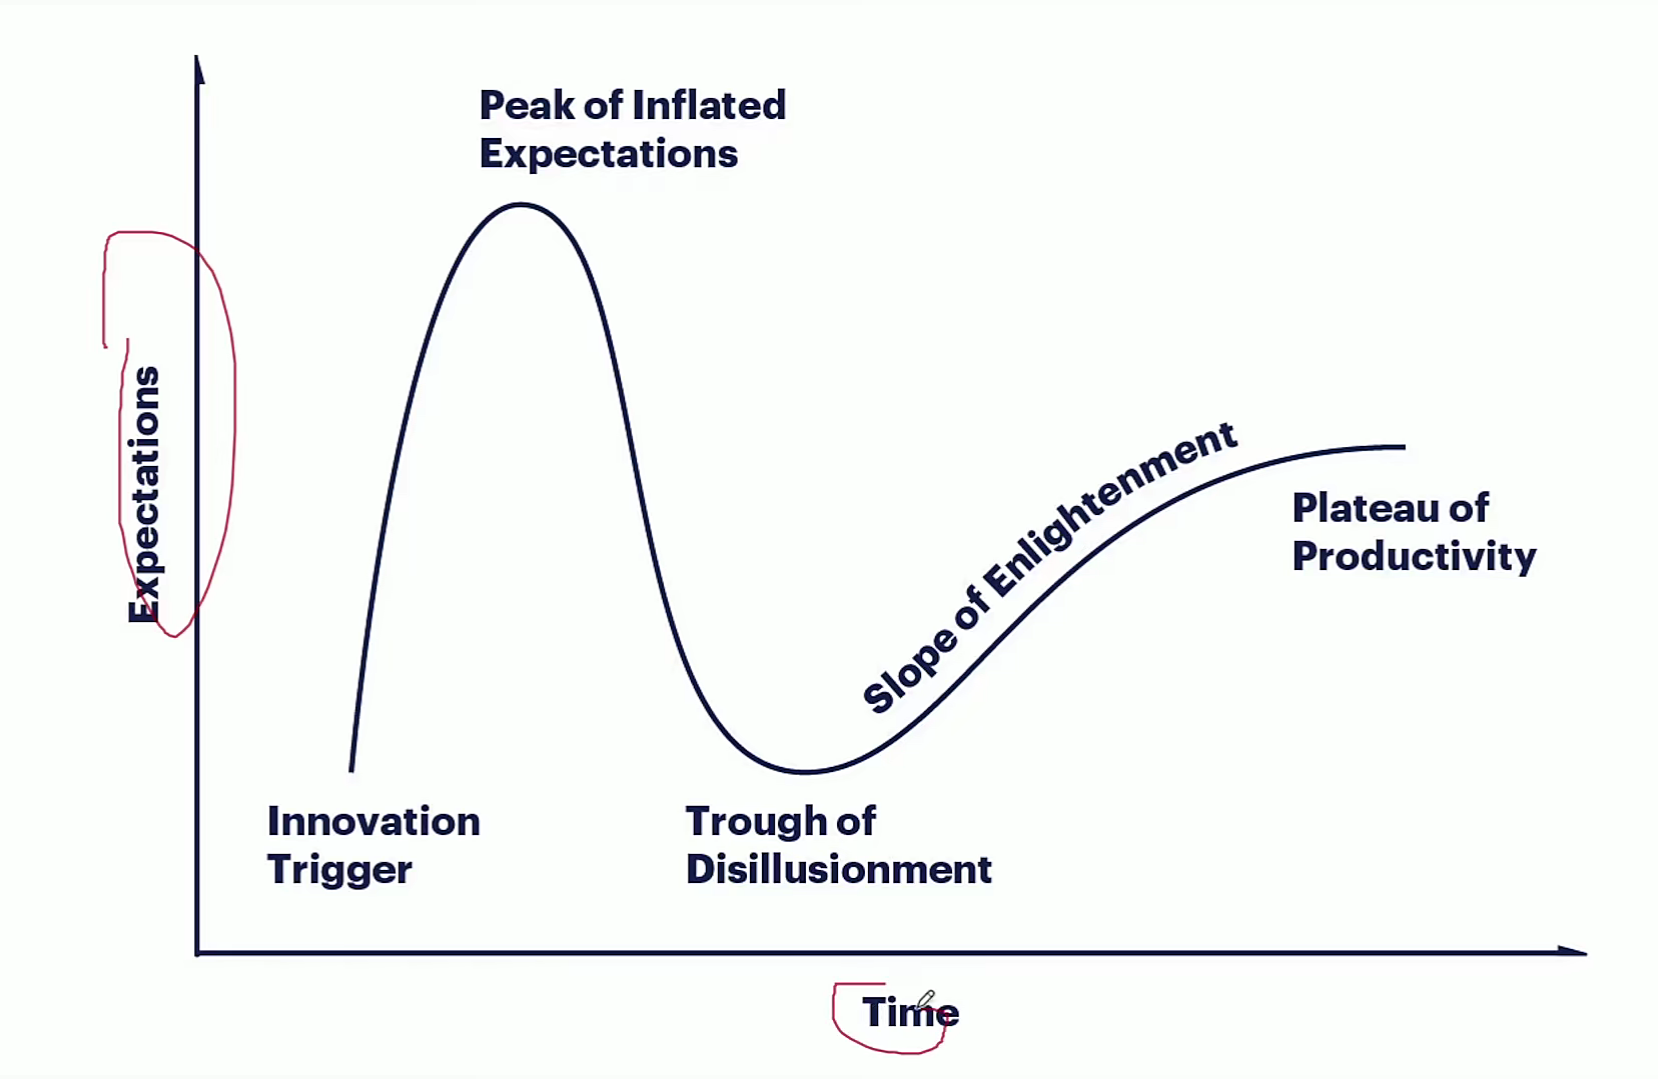 Peak of Inflated
Expectations
Expectations
Slope of Enlightenment
Plateau of
Productivity
Innovation
Trigger
Trough of
Disillusionment
Time